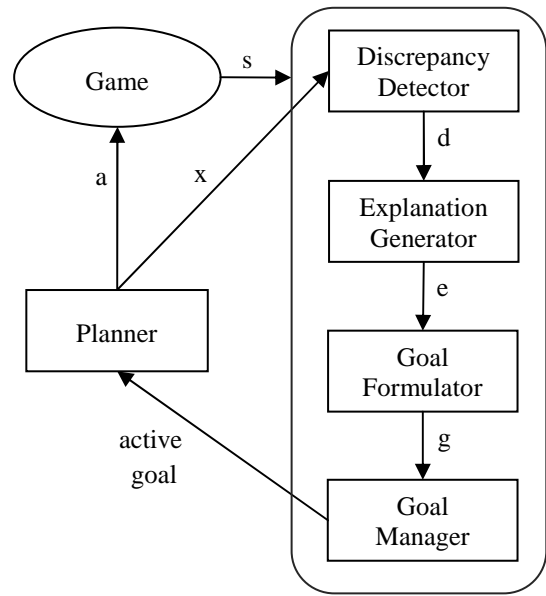 Game
s
Discrepancy
Detector
d
a
x
Explanation
Generator
e
Planner
Goal
Formulator
g
active
goal
Goal
Manager